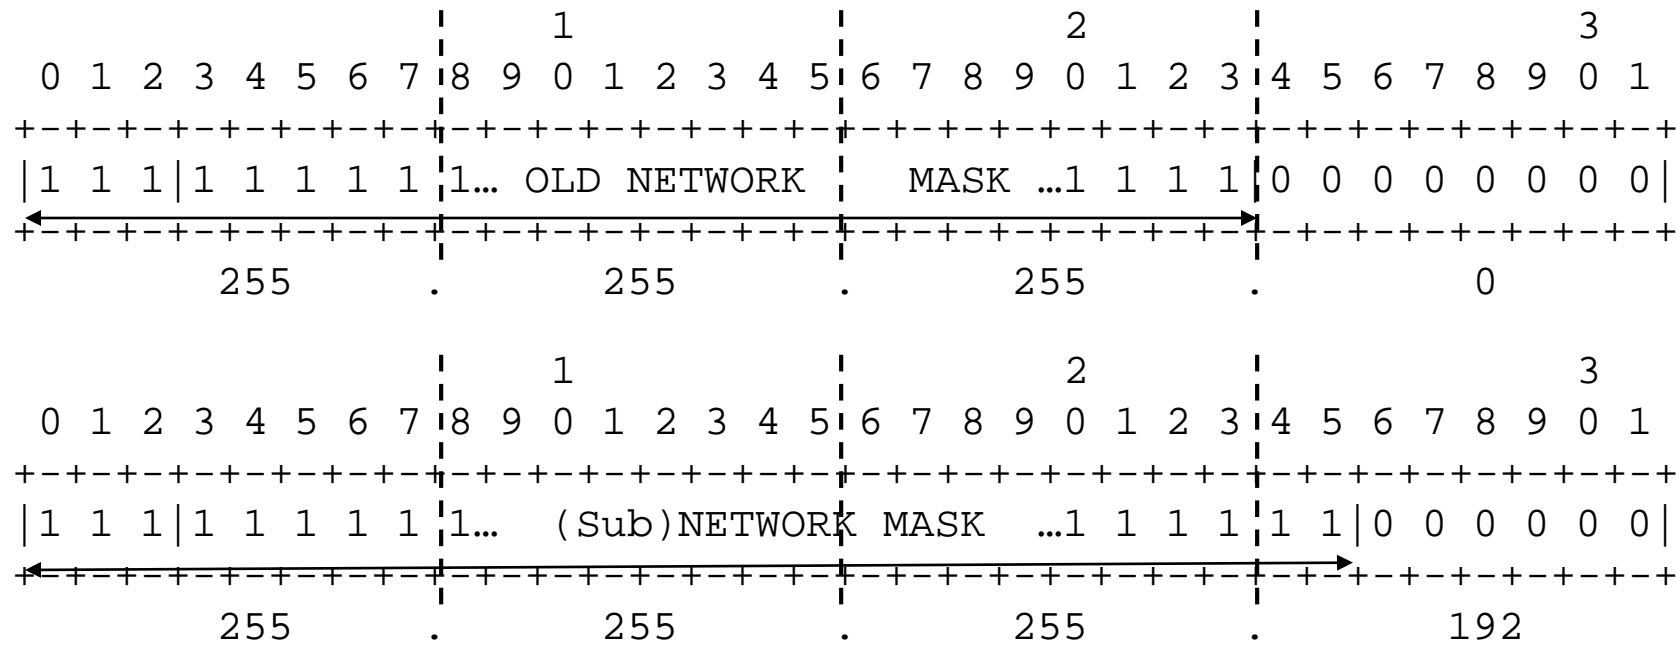 1 2 3
0 1 2 3 4 5 6 7 8 9 0 1 2 3 4 5 6 7 8 9 0 1 2 3 4 5 6 7 8 9 0 1
+-+-+-+-+-+-+-+-+-+-+-+-+-+-+-+-+-+-+-+-+-+-+-+-+-+-+-+-+-+-+-+-+
|1 1 1|1 1 1 1 1 1… OLD NETWORK MASK …1 1 1 1|0 0 0 0 0 0 0 0|
+-+-+-+-+-+-+-+-+-+-+-+-+-+-+-+-+-+-+-+-+-+-+-+-+-+-+-+-+-+-+-+-+
255 . 255 . 255 . 0
1 2 3
0 1 2 3 4 5 6 7 8 9 0 1 2 3 4 5 6 7 8 9 0 1 2 3 4 5 6 7 8 9 0 1
+-+-+-+-+-+-+-+-+-+-+-+-+-+-+-+-+-+-+-+-+-+-+-+-+-+-+-+-+-+-+-+-+
|1 1 1|1 1 1 1 1 1… (Sub)NETWORK MASK …1 1 1 1 1 1|0 0 0 0 0 0|
+-+-+-+-+-+-+-+-+-+-+-+-+-+-+-+-+-+-+-+-+-+-+-+-+-+-+-+-+-+-+-+-+
255 . 255 . 255 . 192